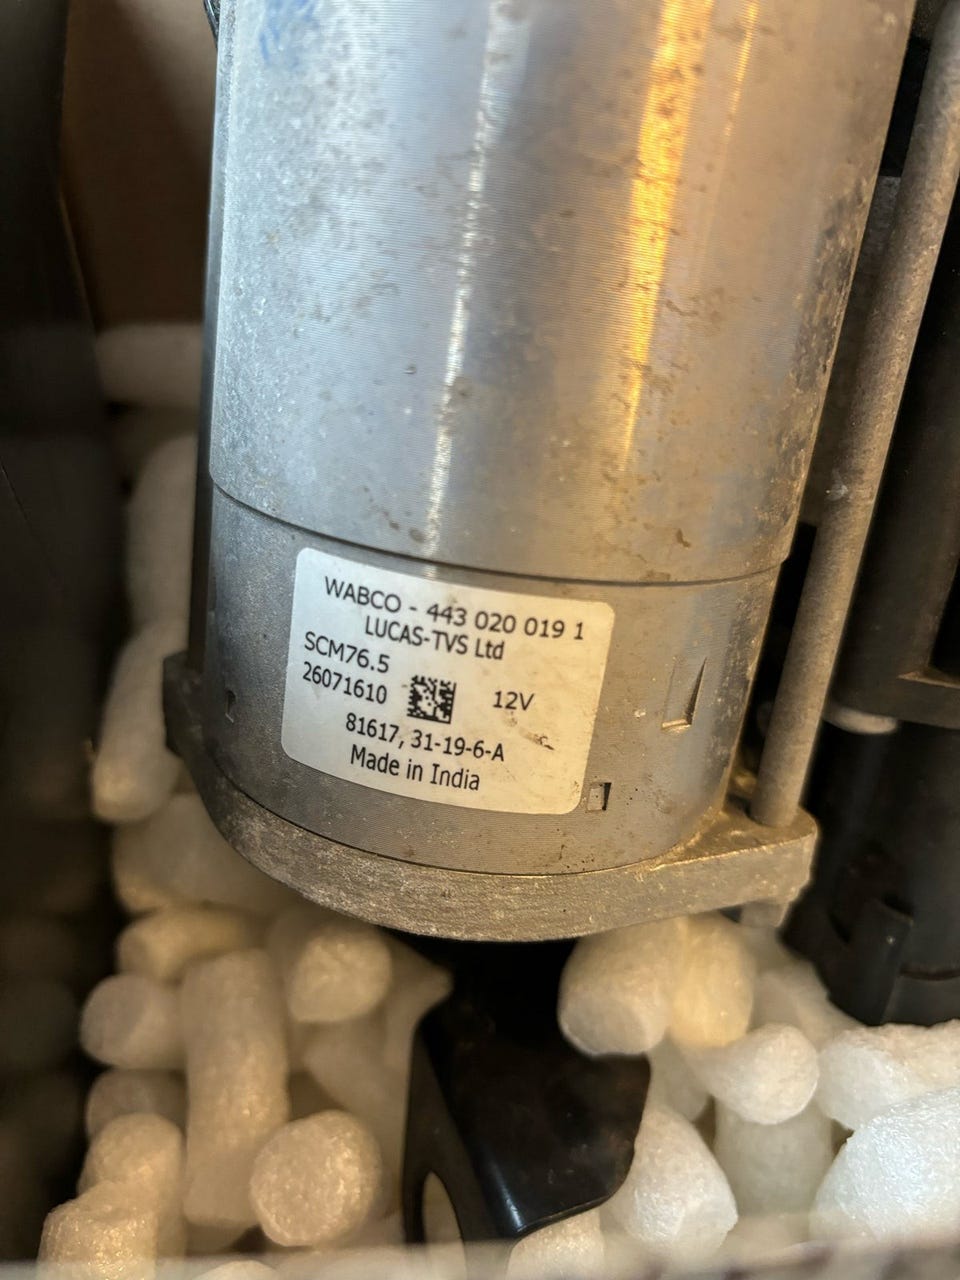 WABCO - 443 020 019 1
LUCAS-TVS Ltd
SCM76.5
26071610 12V
81617, 31-19-6-A
Made in India